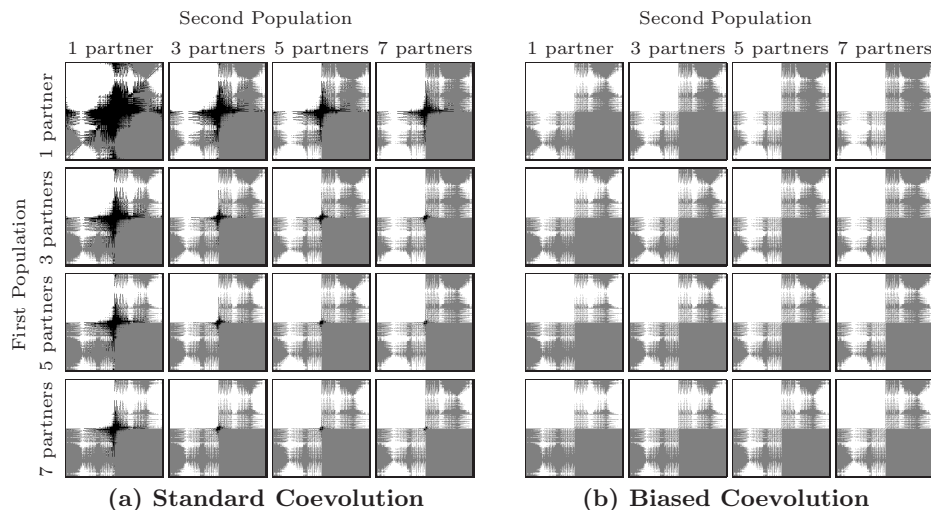 Second Population
1 partner 3 partners 5 partners 7 partners
First Population
1 partner
3 partners
5 partners
7 partners
(a) Standard Coevolution
Second Population
1 partner 3 partners 5 partners 7 partners
(b) Biased Coevolution